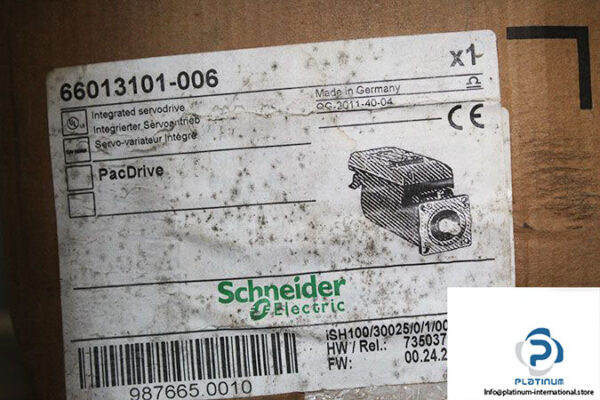 66013101-006
x1
Integrated servodrive
Integrierter Servoantrieb
Servo-variateur Intégré
Made in Germany
QC-2011-40-04
CE
PacDrive
Schneider
Electric
iSH100/30025/0/1/00
HW / Rel.: 735037
FW: 00.24.2
987665.0010
PLATINUM
Info@platinum-international.store